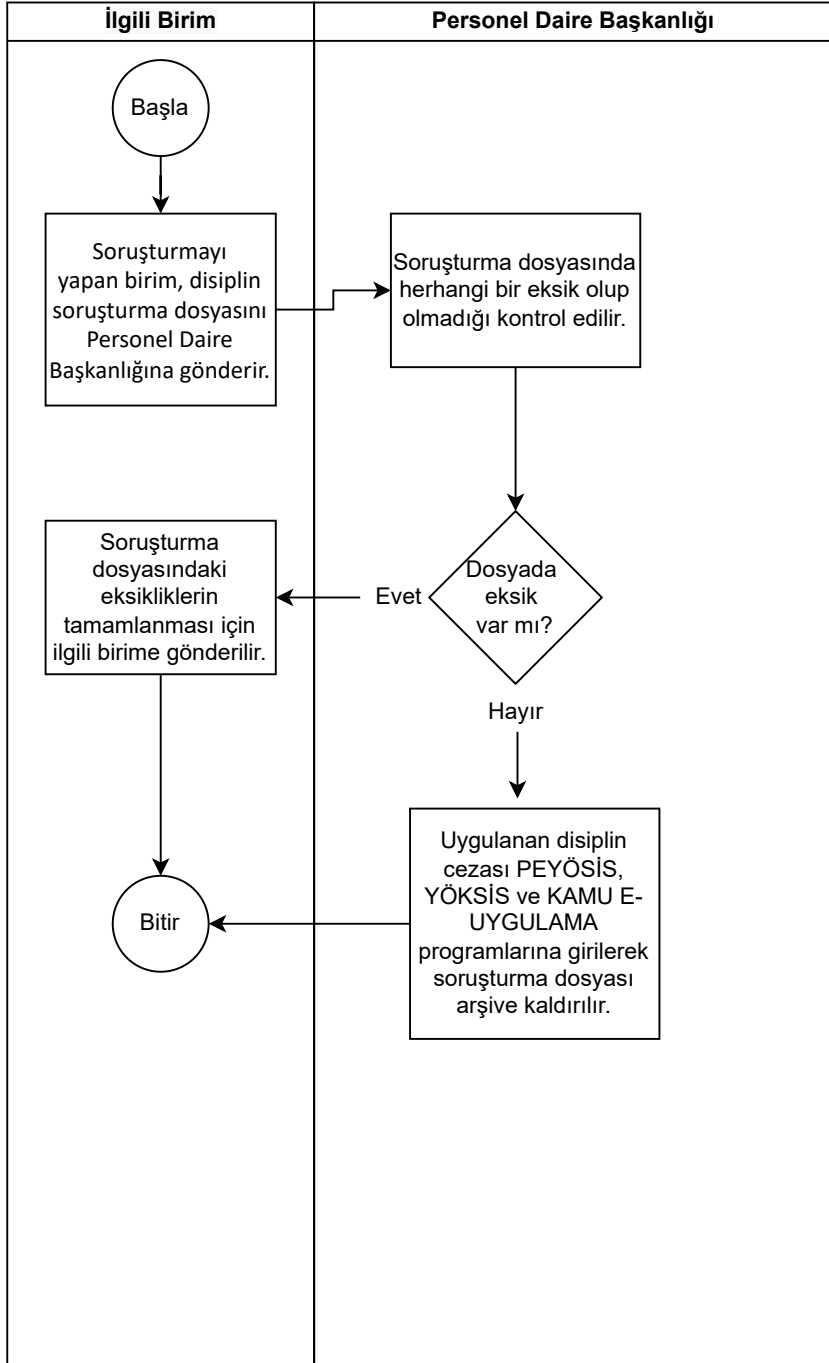 İlgili Birim
Personel Daire Başkanlığı
Başla
Soruşturmayı
yapan birim, disiplin
soruşturma dosyasını
Personel Daire
Başkanlığına gönderir.
Soruşturma dosyasında
herhangi bir eksik olup
olmadığı kontrol edilir.
Soruşturma
dosyasındaki
eksikliklerin
tamamlanması için
ilgili birime gönderilir.
Evet
Dosyada
eksik
var mı?
Hayır
Uygulanan disiplin
cezası PEYÖSİS,
YÖKSİS ve KAMU E-
UYGULAMA
programlarına girilerek
soruşturma dosyası
arşive kaldırılır.
Bitir